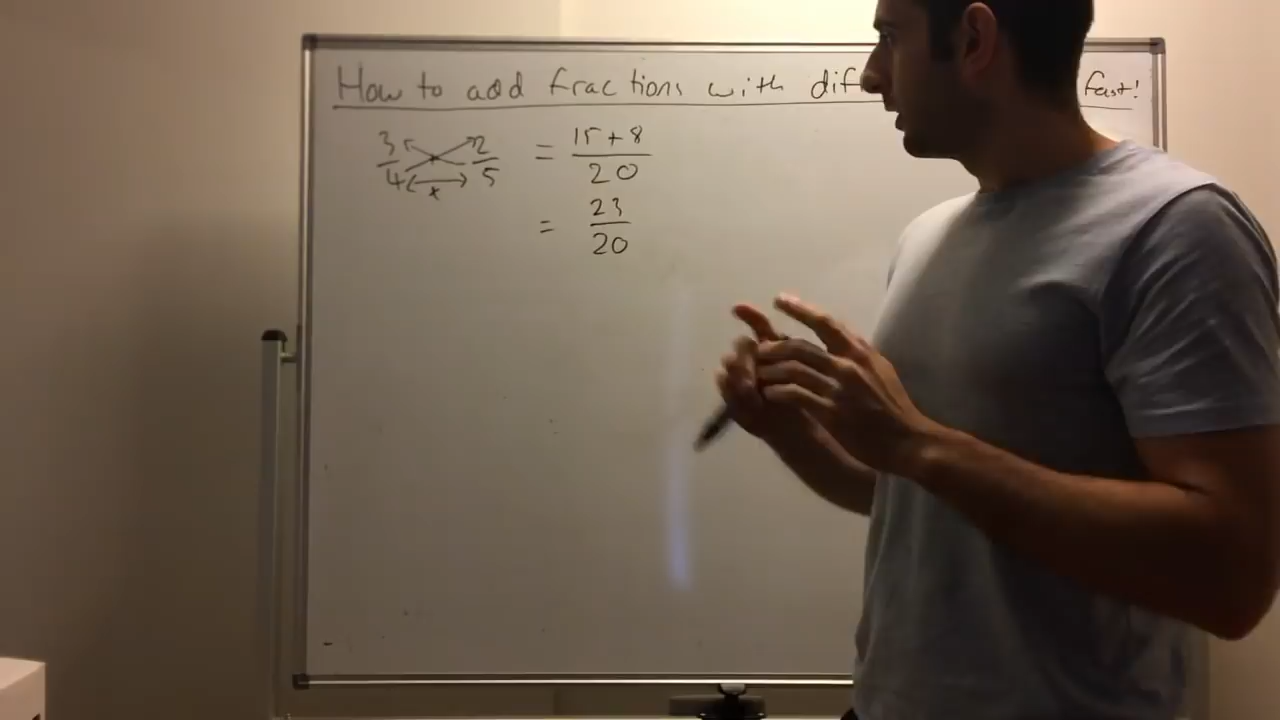 How to add fractions with dif fast!
3/4 2/5 = 15 + 8/20
x
= 23/20